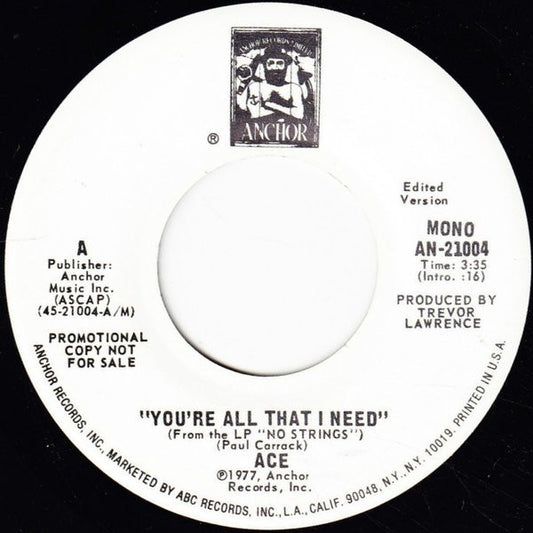 ANCHOR RECORDS
ANCHOR
®
Edited
Version
MONO
AN-21004
Time: 3:35
(Intro. :16)
PRODUCED BY
TREVOR
LAWRENCE
A
Publisher:
Anchor
Music Inc.
(ASCAP)
(45-21004-A/M)
PROMOTIONAL
COPY NOT
FOR SALE
"YOU'RE ALL THAT I NEED"
(From the LP "NO STRINGS")
(Paul Carrack)
ACE
℗1977, Anchor
Records, Inc.
ANCHOR RECORDS, INC., MARKETED BY ABC RECORDS, INC., L.A., CALIF. 90048, N.Y., N.Y. 10019. PRINTED IN U.S.A.